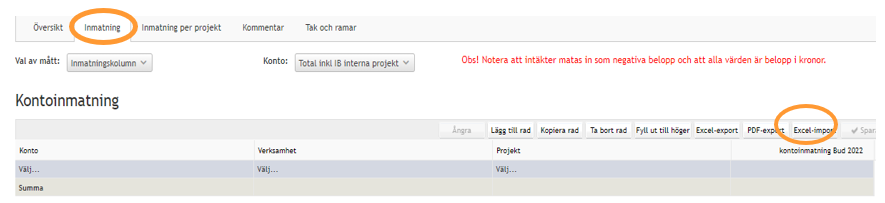 Översikt Inmatning Inmatning per projekt Kommentar Tak och ramar
Val av mått: Inmatningskolumn Konto: Total inkl IB interna projekt Obs! Notera att intäkter matas in som negativa belopp och att alla värden är belopp i kronor.
Kontoinmatning
Ångra Lägg till rad Kopiera rad Ta bort rad Fyll ut till höger Excel-export PDF-export Excel-import Spar
Konto Verksamhet Projekt kontoinmatning Bud 2022
Välj... Välj... Välj...
Summa